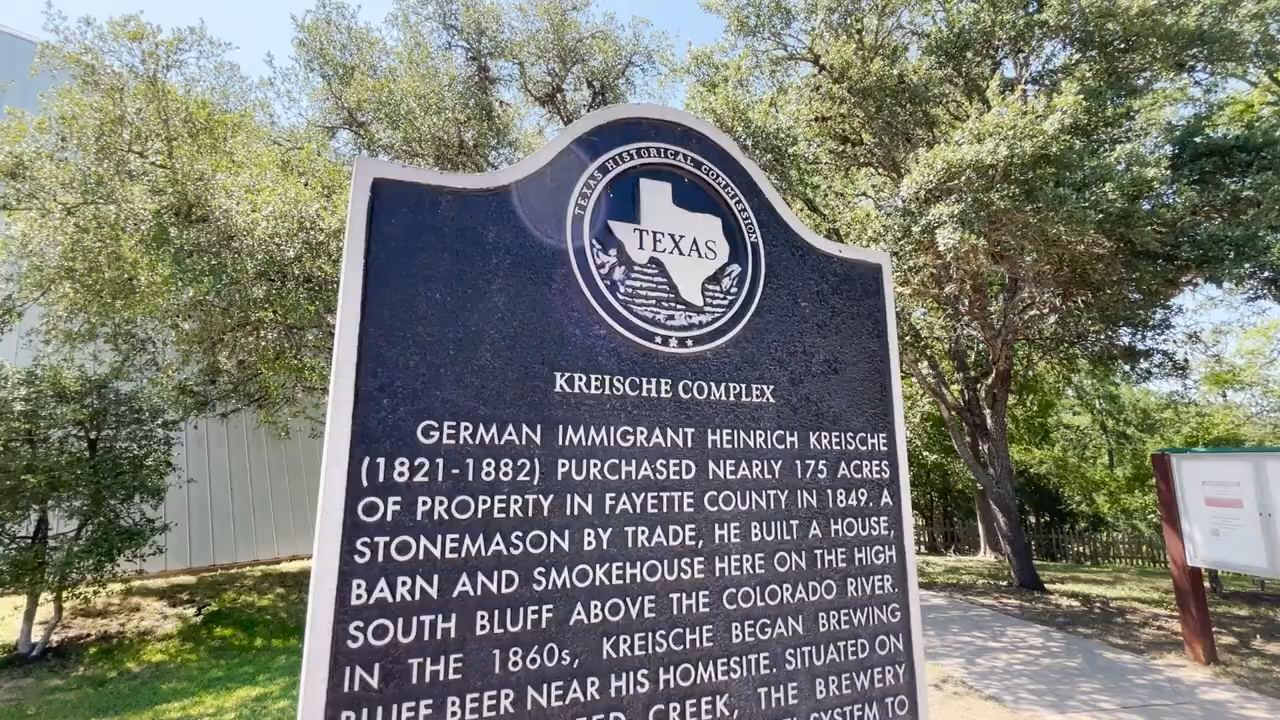 TEXAS HISTORICAL COMMISSION
TEXAS
KREISCHE COMPLEX
GERMAN IMMIGRANT HEINRICH KREISCHE
(1821-1882) PURCHASED NEARLY 175 ACRES
OF PROPERTY IN FAYETTE COUNTY IN 1849. A
STONEMASON BY TRADE, HE BUILT A HOUSE,
BARN AND SMOKEHOUSE HERE ON THE HIGH
SOUTH BLUFF ABOVE THE COLORADO RIVER.
IN THE 1860s, KREISCHE BEGAN BREWING
BLUFF BEER NEAR HIS HOMESITE. SITUATED ON
CREEK, THE BREWERY
SYSTEM TO